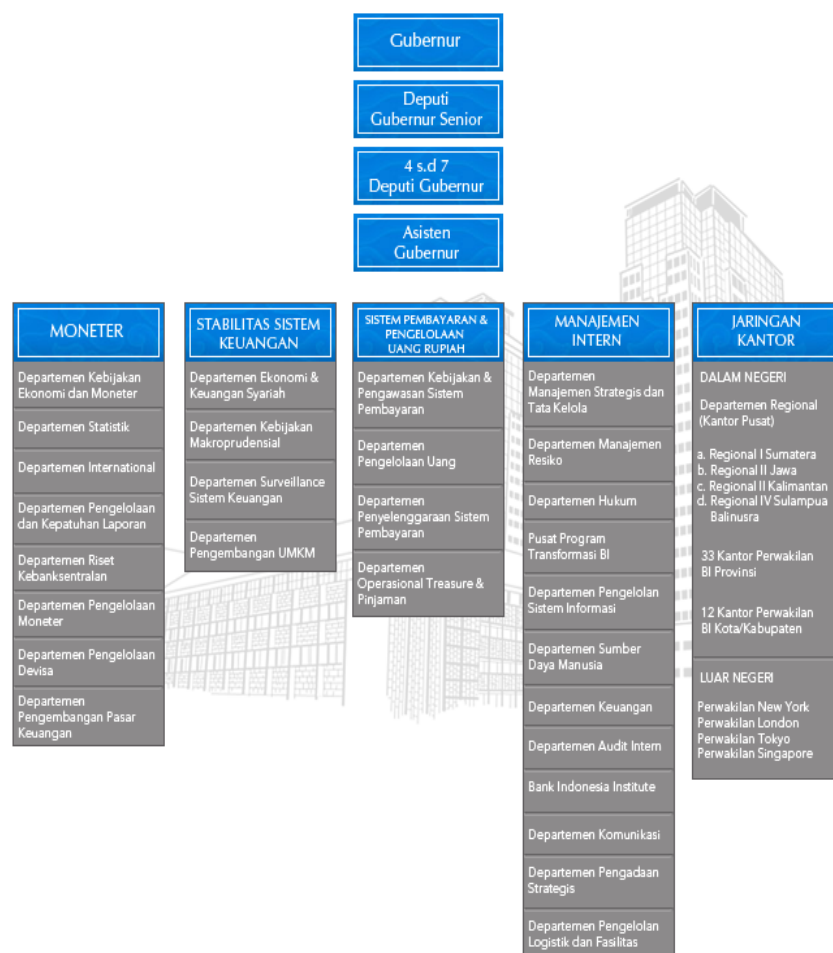 Gubernur
Deputi
Gubernur Senior
4 s.d 7
Deputi Gubernur
Asisten
Gubernur
MONETER
Departemen Kebijakan
Ekonomi dan Moneter
Departemen Statistik
Departemen International
Departemen Pengelolaan
dan Kepatuhan Laporan
Departemen Riset
Kebanksentralan
Departemen Pengelolaan
Moneter
Departemen Pengelolaan
Devisa
Departemen
Pengembangan Pasar
Keuangan
STABILITAS SISTEM
KEUANGAN
Departemen Ekonomi &
Keuangan Syariah
Departemen Kebijakan
Makroprudensial
Departemen Surveillance
Sistem Keuangan
Departemen
Pengembangan UMKM
SISTEM PEMBAYARAN &
PENGELOLAAN
UANG RUPIAH
Departemen Kebijakan &
Pengawasan Sistem
Pembayaran
Departemen
Pengelolaan Uang
Departemen
Penyelenggaraan Sistem
Pembayaran
Departemen
Operasional Treasure &
Pinjaman
MANAJEMEN
INTERN
Departemen
Manajemen Strategis dan
Tata Kelola
Departemen Manajemen
Resiko
Departemen Hukum
Pusat Program
Transformasi BI
Departemen Pengelolan
Sistem Informasi
Departemen Sumber
Daya Manusia
Departemen Keuangan
Departemen Audit Intern
Bank Indonesia Institute
Departemen Komunikasi
Departemen Pengadaan
Strategis
Departemen Pengelolan
Logistik dan Fasilitas
JARINGAN
KANTOR
DALAM NEGERI
Departemen Regional
(Kantor Pusat)
a. Regional I Sumatera
b. Regional II Jawa
c. Regional II Kalimantan
d. Regional IV Sulampua
Balinusra
33 Kantor Perwakilan
BI Provinsi
12 Kantor Perwakilan
BI Kota/Kabupaten
LUAR NEGERI
Perwakilan New York
Perwakilan London
Perwakilan Tokyo
Perwakilan Singapore